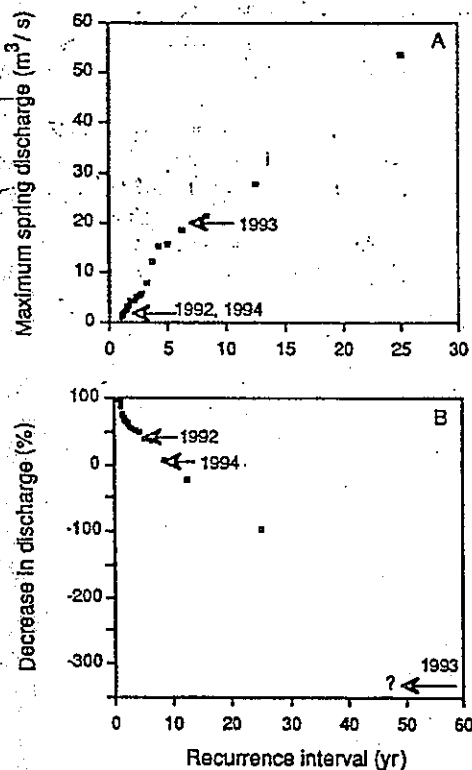 A
Maximum spring discharge (m³/s)
60
50
40
30
20
10
0
1993
1992, 1994
0 5 10 15 20 25 30
B
Decrease in discharge (%)
100
0
-100
-300
1992
1994
1993
?
0 10 20 30 40 50 60
Recurrence interval (yr)